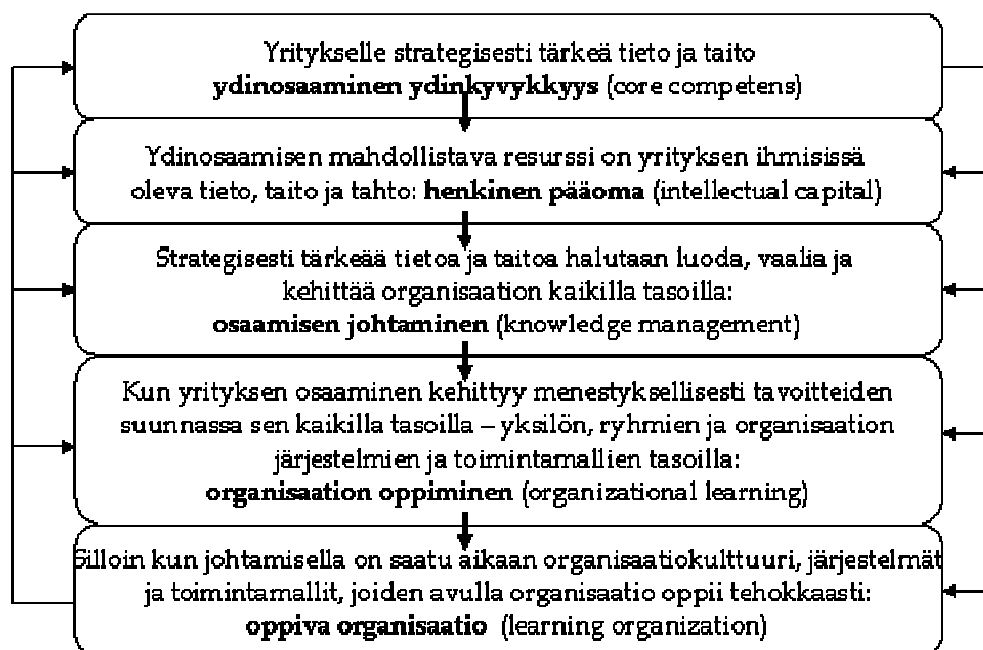 Yritykselle strategisesti tärkeä tieto ja taito
ydinosaaminen ydinkyvykkyys (core competens)
Ydinosaamisen mahdollistava resurssi on yrityksen ihmisissä
oleva tieto, taito ja tahto: henkinen pääoma (intellectual capital)
Strategisesti tärkeää tietoa ja taitoa halutaan luoda, vaalia ja
kehittää organisaation kaikilla tasoilla:
osaamisen johtaminen (knowledge management)
Kun yrityksen osaaminen kehittyy menestyksellisesti tavoitteiden
suunnassa sen kaikilla tasoilla – yksilön, ryhmien ja organisaation
järjestelmien ja toimintamallien tasoilla:
organisaation oppiminen (organizational learning)
Silloin kun johtamisella on saatu aikaan organisaatiokulttuuri, järjestelmät
ja toimintamallit, joiden avulla organisaatio oppii tehokkaasti:
oppiva organisaatio (learning organization)